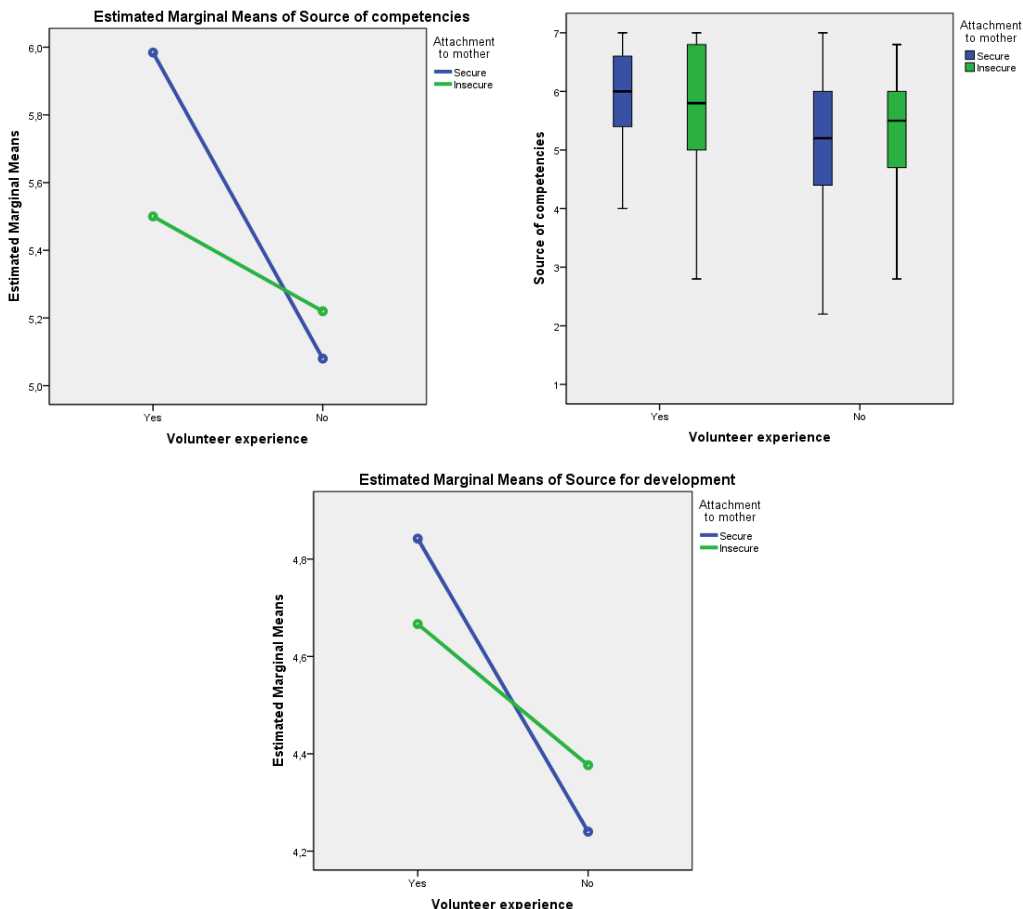 Estimated Marginal Means of Source of competencies
Attachment
to mother
Secure
Insecure
Estimated Marginal Means
6,0
5,8
5,6
5,4
5,2
5,0
Yes
No
Volunteer experience
Attachment
to mother
Secure
Insecure
Source of competencies
7
6
5
4
3
2
1
Yes
No
Volunteer experience
Estimated Marginal Means of Source for development
Attachment
to mother
Secure
Insecure
Estimated Marginal Means
4,8
4,6
4,4
4,2
Yes
No
Volunteer experience